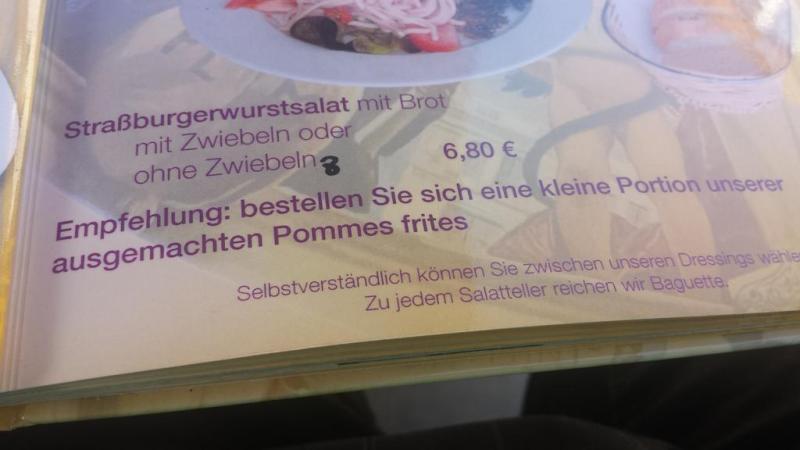 Straßburgerwurstsalat mit Brot
mit Zwiebeln oder
ohne Zwiebeln 8
6,80 €
Empfehlung: bestellen Sie sich eine kleine Portion unserer
ausgemachten Pommes frites
Selbstverständlich können Sie zwischen unseren Dressings wähle
Zu jedem Salatteller reichen wir Baguette.